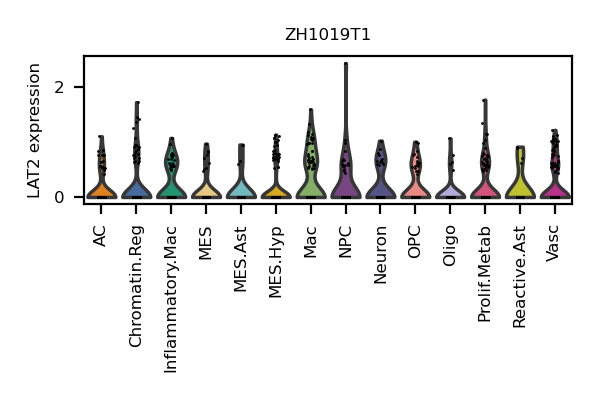 ZH1019T1
LAT2 expression
2
0
AC
Chromatin.Reg
Inflammatory.Mac
MES
MES.Ast
MES.Hyp
Mac
NPC
Neuron
OPC
Oligo
Prolif.Metab
Reactive.Ast
Vasc